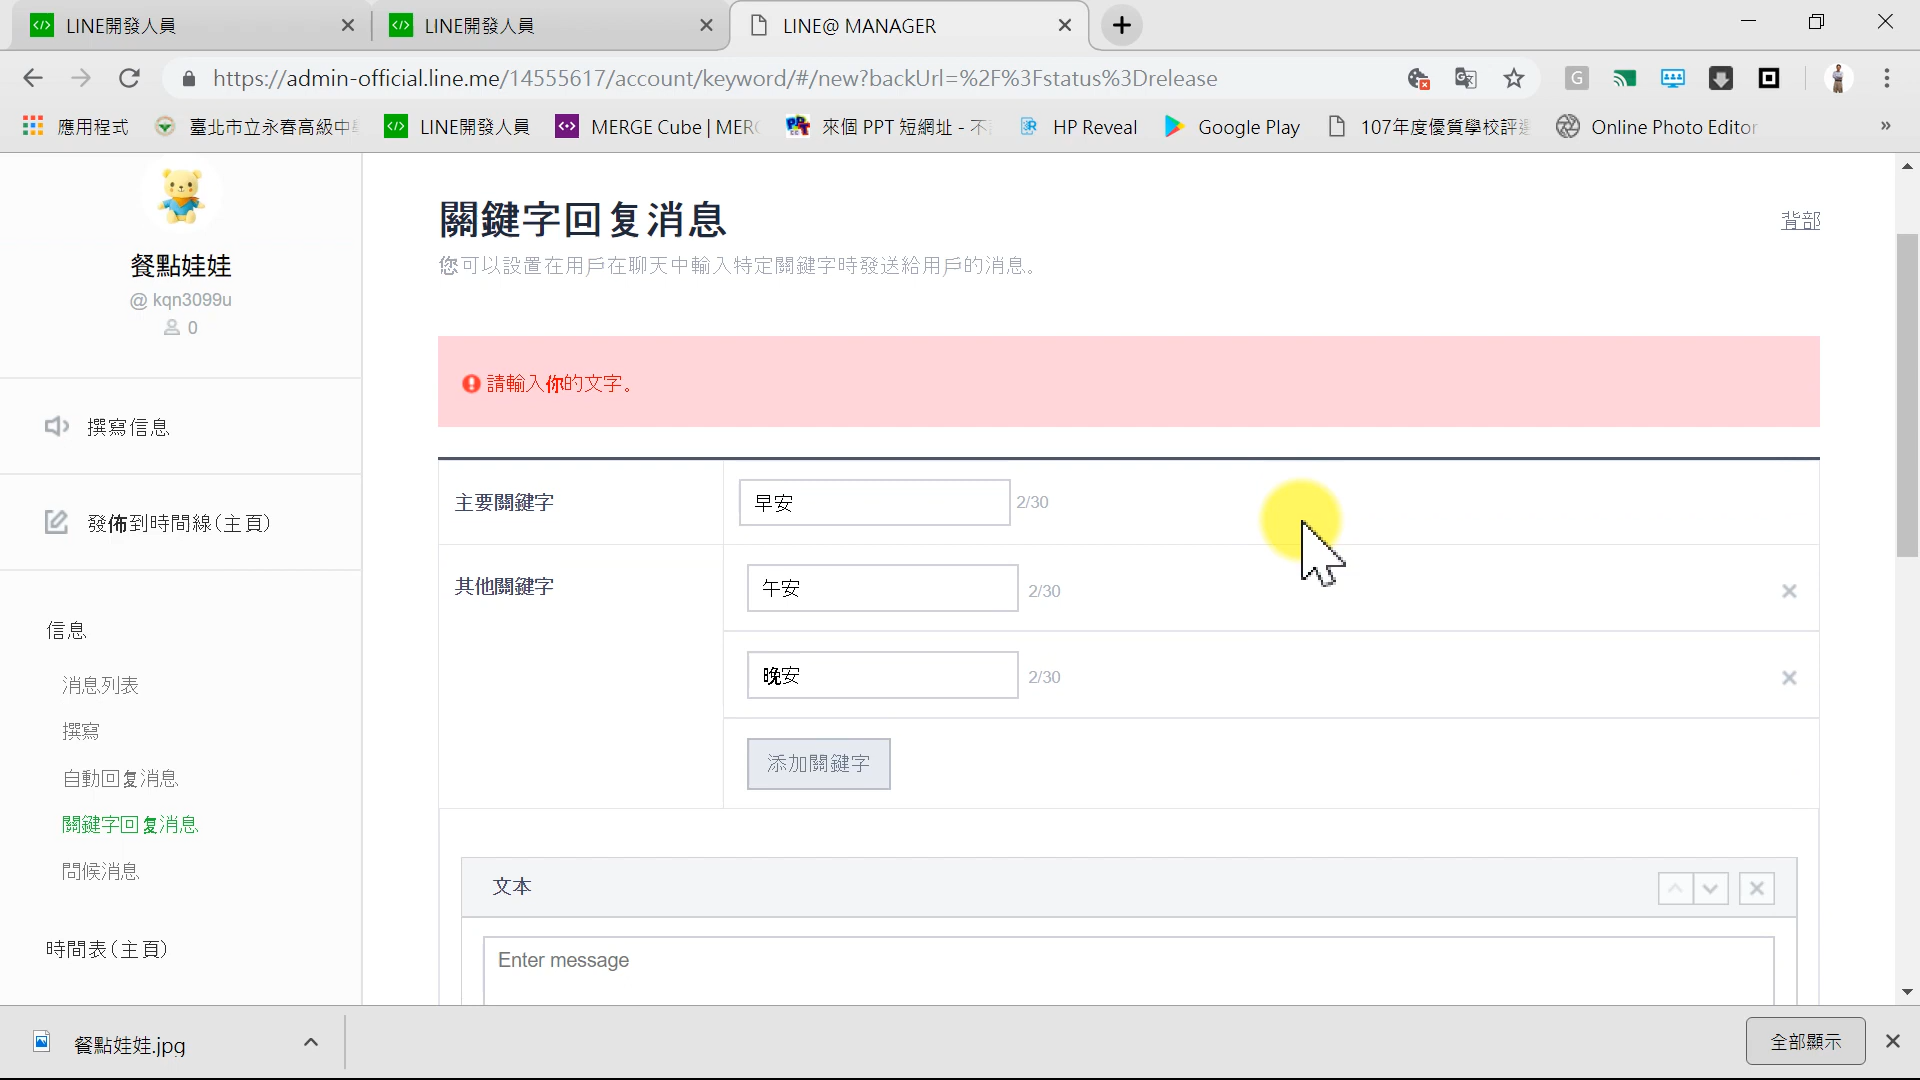 LINE開發人員
LINE開發人員
LINE@ MANAGER
https://admin-official.line.me/14555617/account/keyword/#/new?backUrl=%2F%3Fstatus%3Drelease
應用程式
臺北市立永春高級中
LINE開發人員
MERGE Cube | MER
來個 PPT 短網址 - 不
HP Reveal
Google Play
107年度優質學校評
Online Photo Editor
餐點娃娃
@ kqn3099u
0
撰寫信息
發佈到時間線(主頁)
信息
消息列表
撰寫
自動回复消息
關鍵字回复消息
問候消息
時間表(主頁)
關鍵字回复消息
背部
您可以設置在用戶在聊天中輸入特定關鍵字時發送給用戶的消息。
請輸入你的文字。
主要關鍵字
早安
2/30
其他關鍵字
午安
2/30
晚安
2/30
添加關鍵字
文本
Enter message
餐點娃娃.jpg
全部顯示